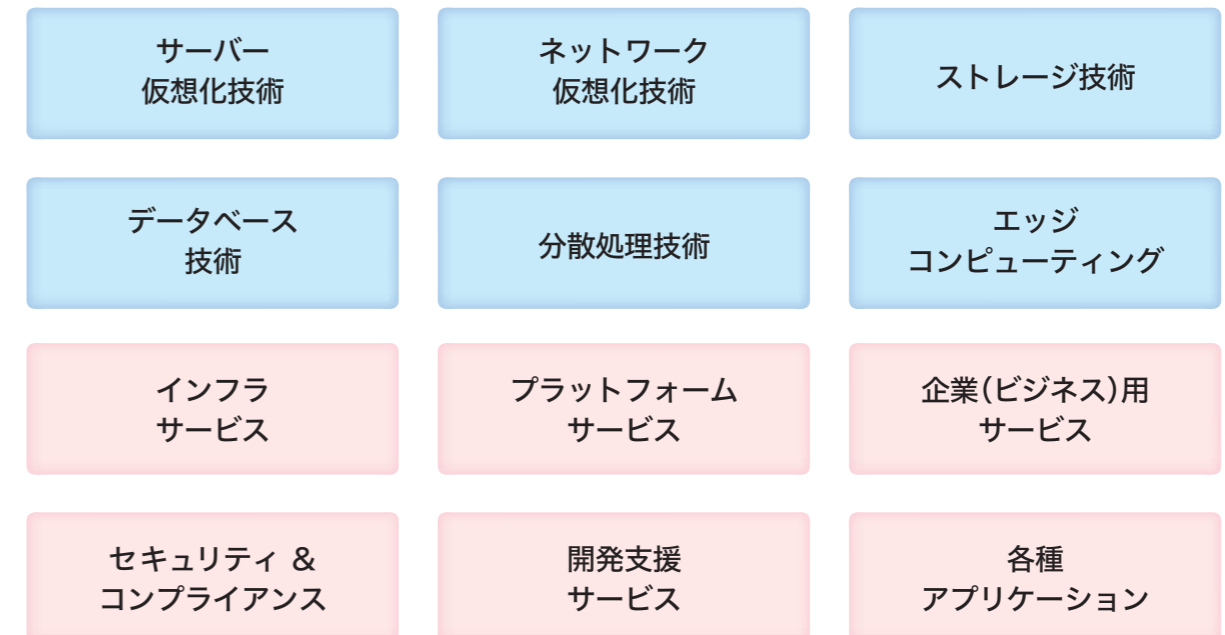 サーバー
仮想化技術
ネットワーク
仮想化技術
ストレージ技術
データベース
技術
分散処理技術
エッジ
コンピューティング
インフラ
サービス
プラットフォーム
サービス
企業(ビジネス)用
サービス
セキュリティ &
コンプライアンス
開発支援
サービス
各種
アプリケーション